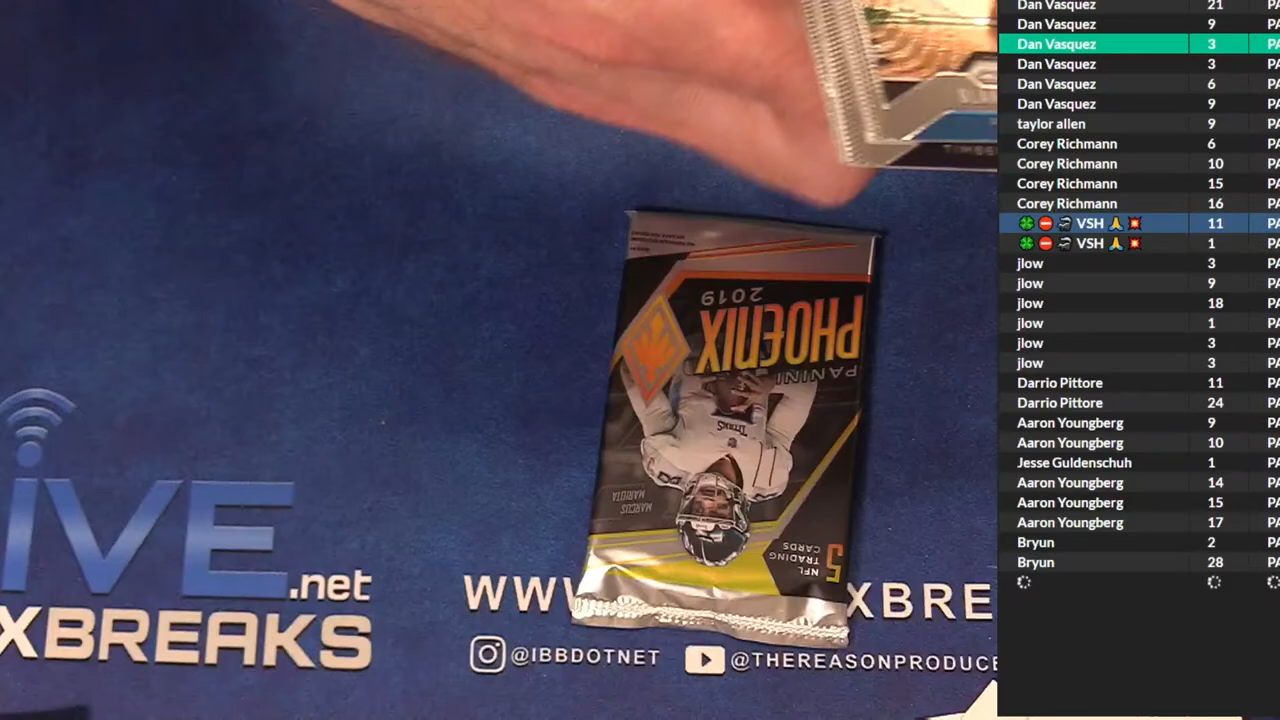 Dan Vasquez 21
Dan Vasquez 9
Dan Vasquez 3
Dan Vasquez 3
Dan Vasquez 6
Dan Vasquez 9
taylor allen 9
Corey Richmann 6
Corey Richmann 10
Corey Richmann 15
Corey Richmann 16
VSH 11
VSH 1
jlow 3
jlow 9
jlow 18
jlow 1
jlow 3
jlow 3
Darrio Pittore 11
Darrio Pittore 24
Aaron Youngberg 9
Aaron Youngberg 10
Jesse Guldenschuh 1
Aaron Youngberg 14
Aaron Youngberg 15
Aaron Youngberg 17
Bryun 2
Bryun 28
PANINI
PHOENIX
2019
TITANS
MARCUS
MARIOTA
5
NFL
TRADING
CARDS
iVE.net
XBREAKS
@IBBDOTNET
@THEREASONPRODUCE